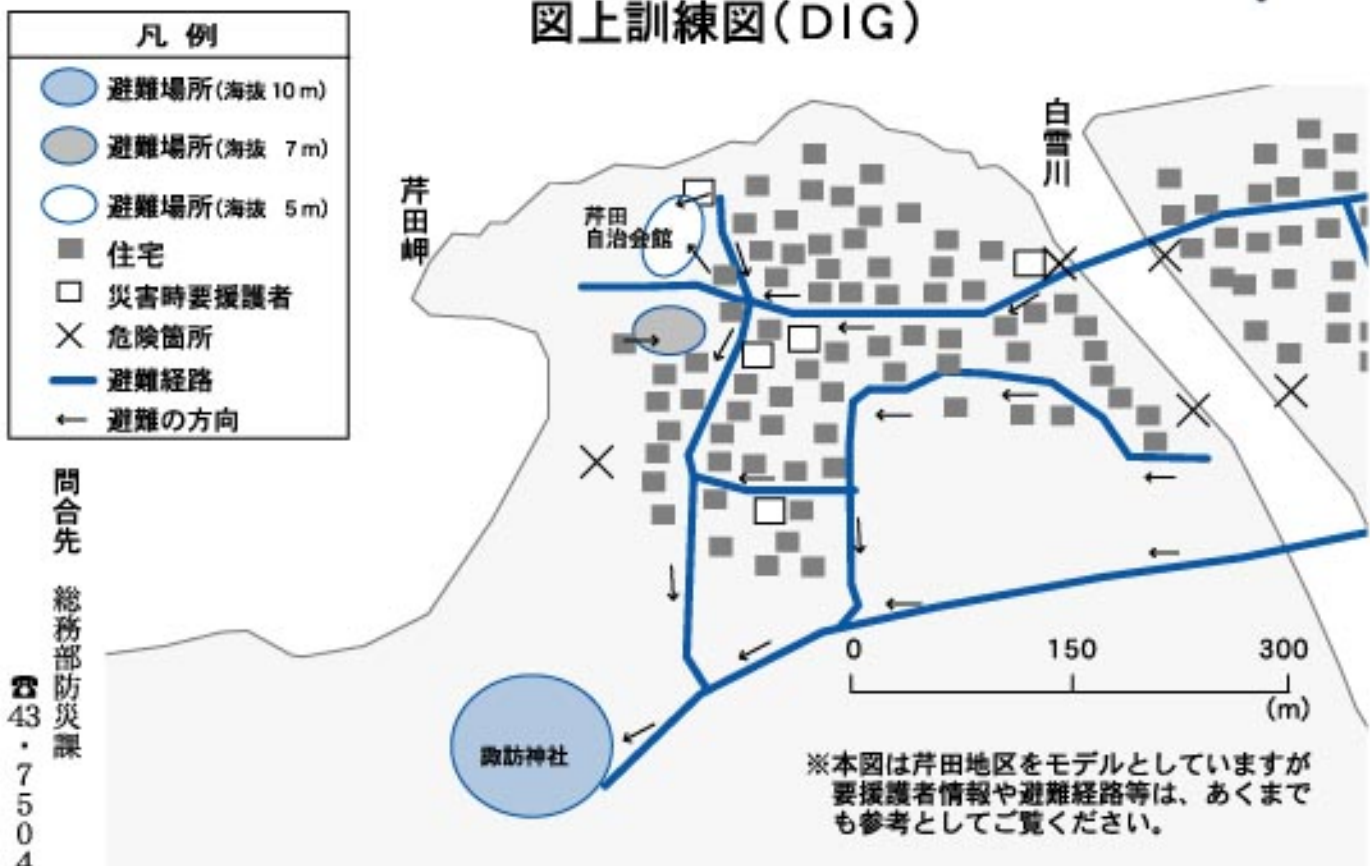 図上訓練図(DIG)
凡 例
避難場所(海抜 10 m)
避難場所(海抜 7 m)
避難場所(海抜 5 m)
住宅
災害時要援護者
危険箇所
避難経路
避難の方向
芹田岬
芹田
自治会館
白雪川
諏訪神社
0 150 300
(m)
※本図は芹田地区をモデルとしていますが
要援護者情報や避難経路等は、あくまで
も参考としてご覧ください。
問合先 総務部防災課
☎43・7504